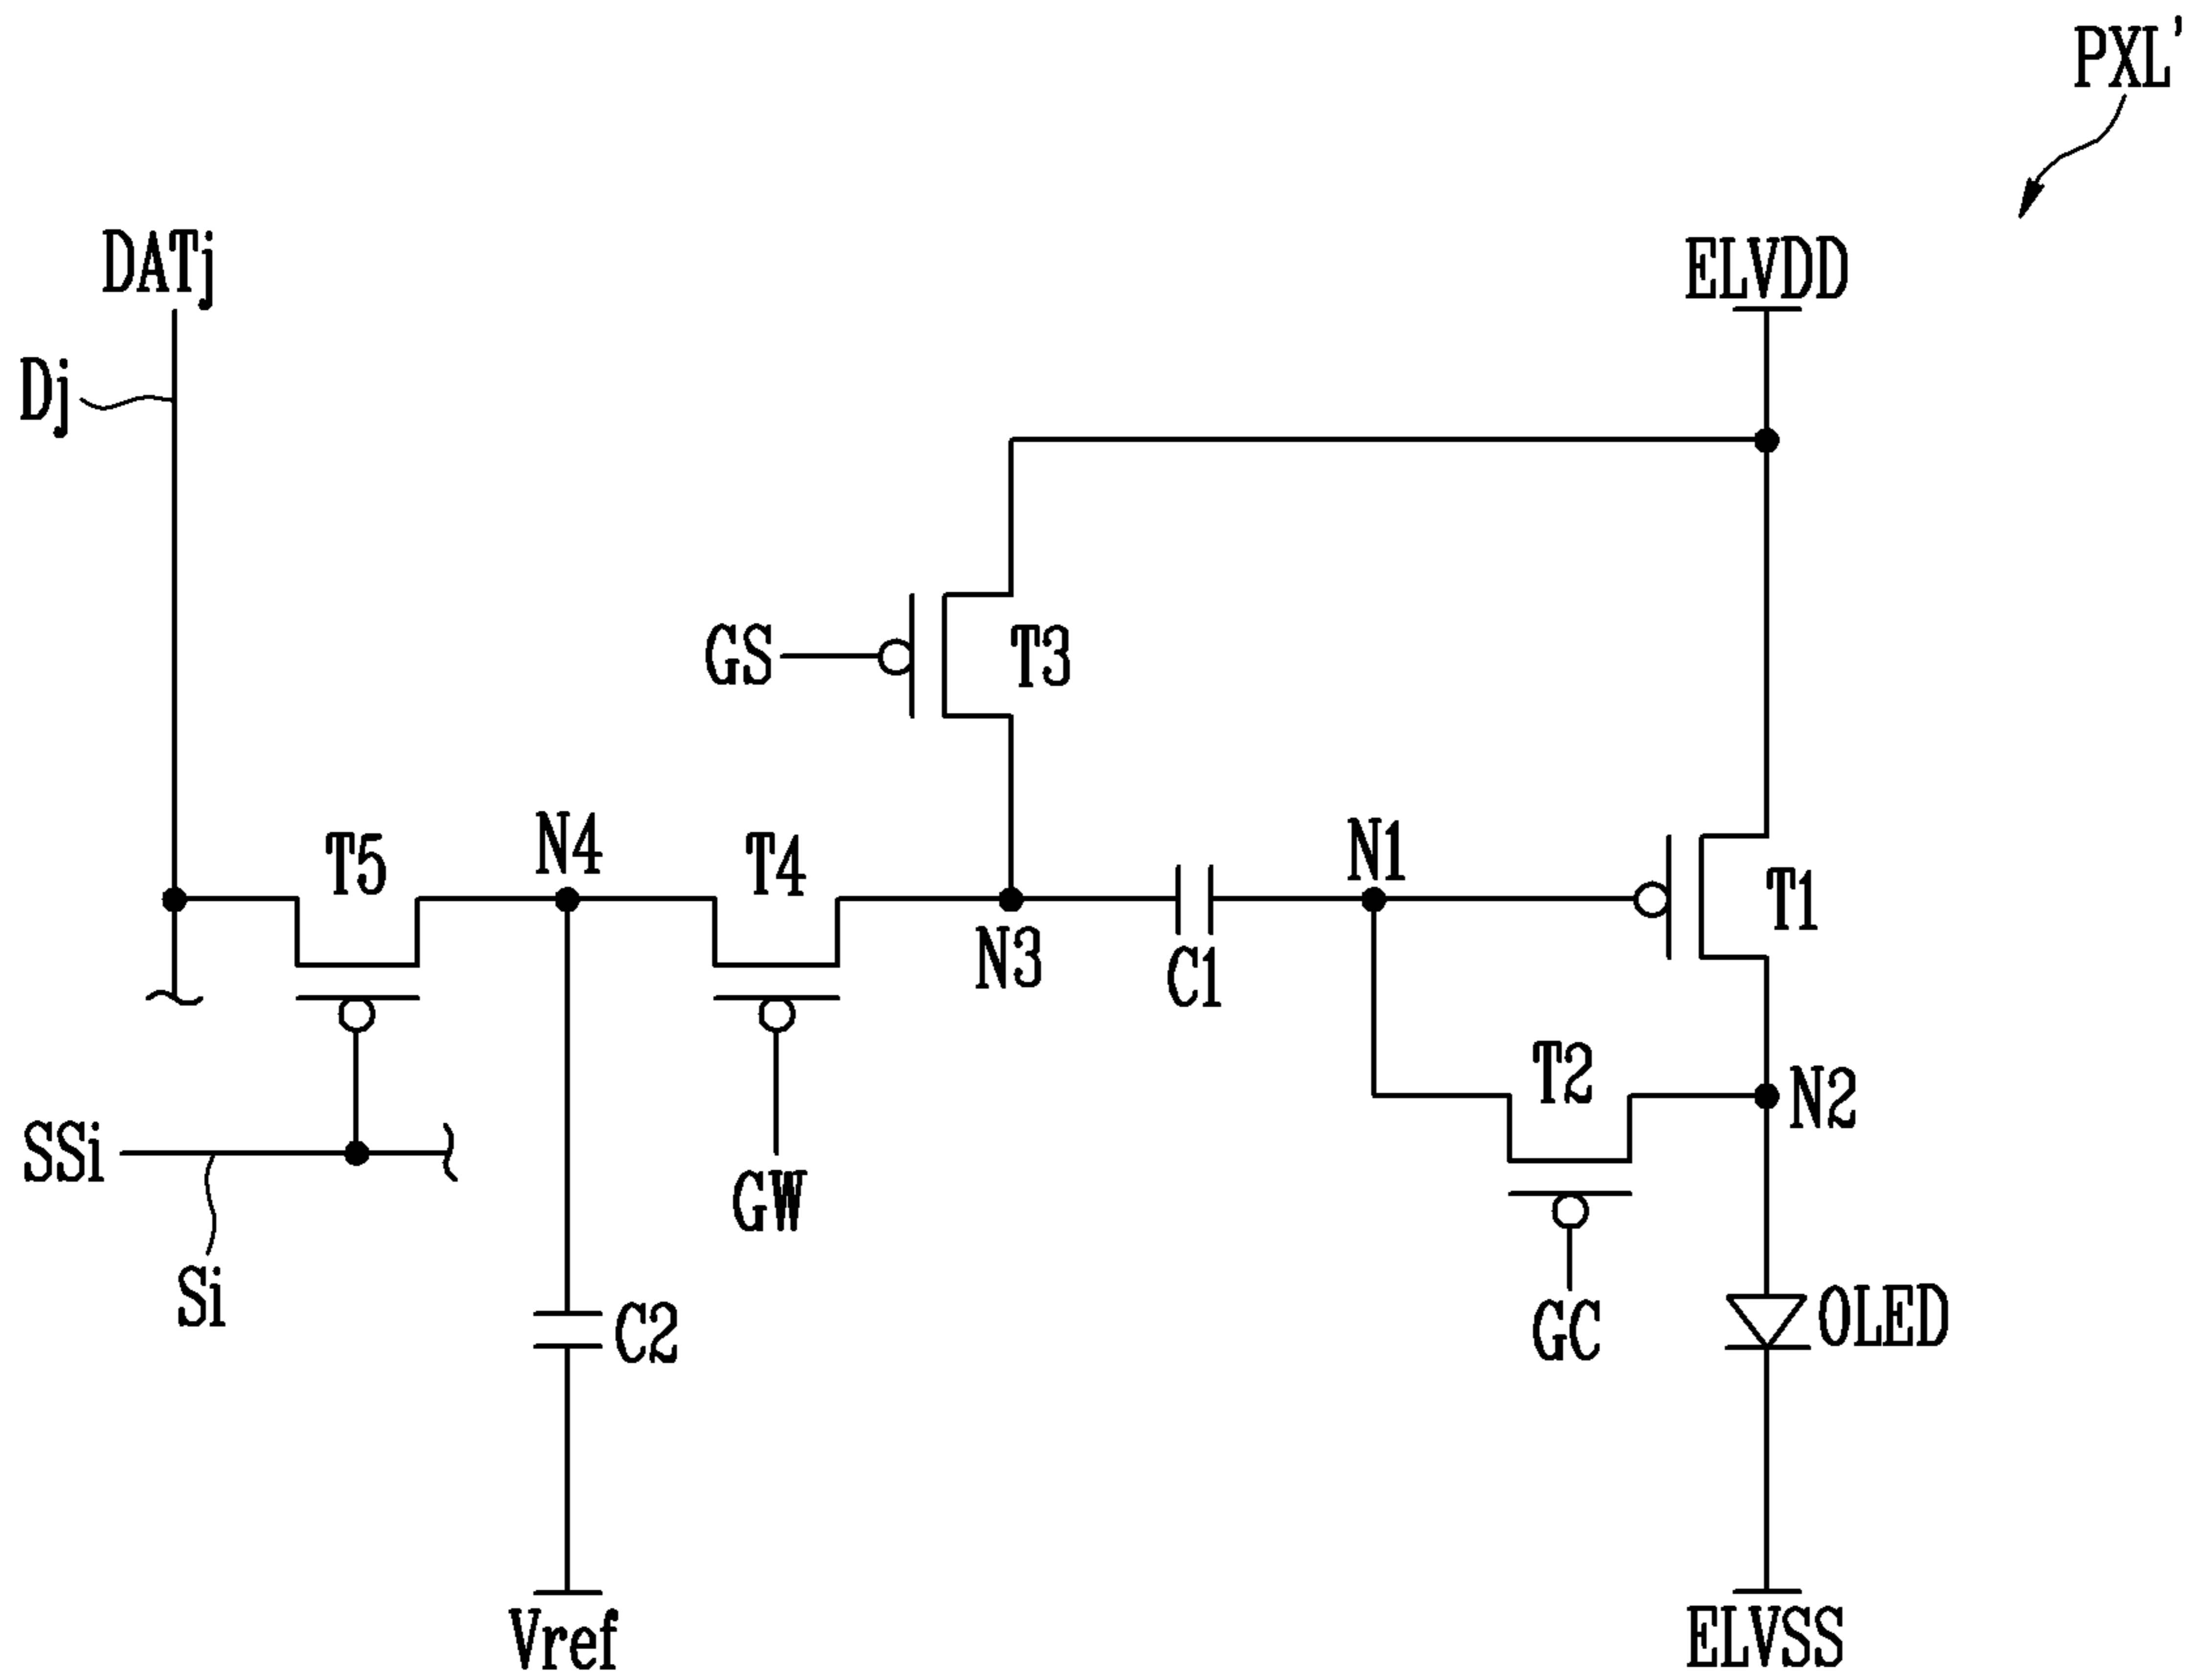 PXL'
DATj
ELVDD
Dj
GS
T3
T5
N4
T4
N1
T1
N3
C1
T2
N2
SSi
GW
Si
C2
GC
OLED
Vref
ELVSS